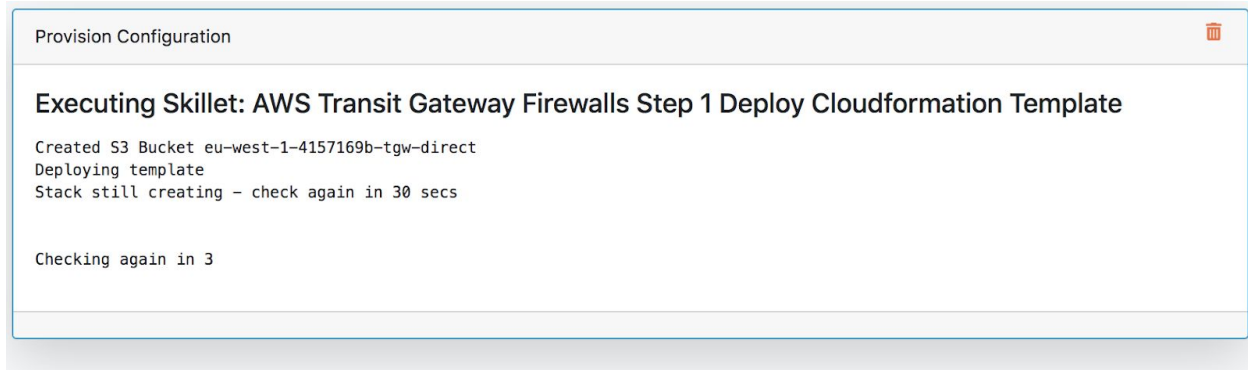 Provision Configuration
Executing Skillet: AWS Transit Gateway Firewalls Step 1 Deploy Cloudformation Template
Created S3 Bucket eu-west-1-4157169b-tgw-direct
Deploying template
Stack still creating – check again in 30 secs
Checking again in 3